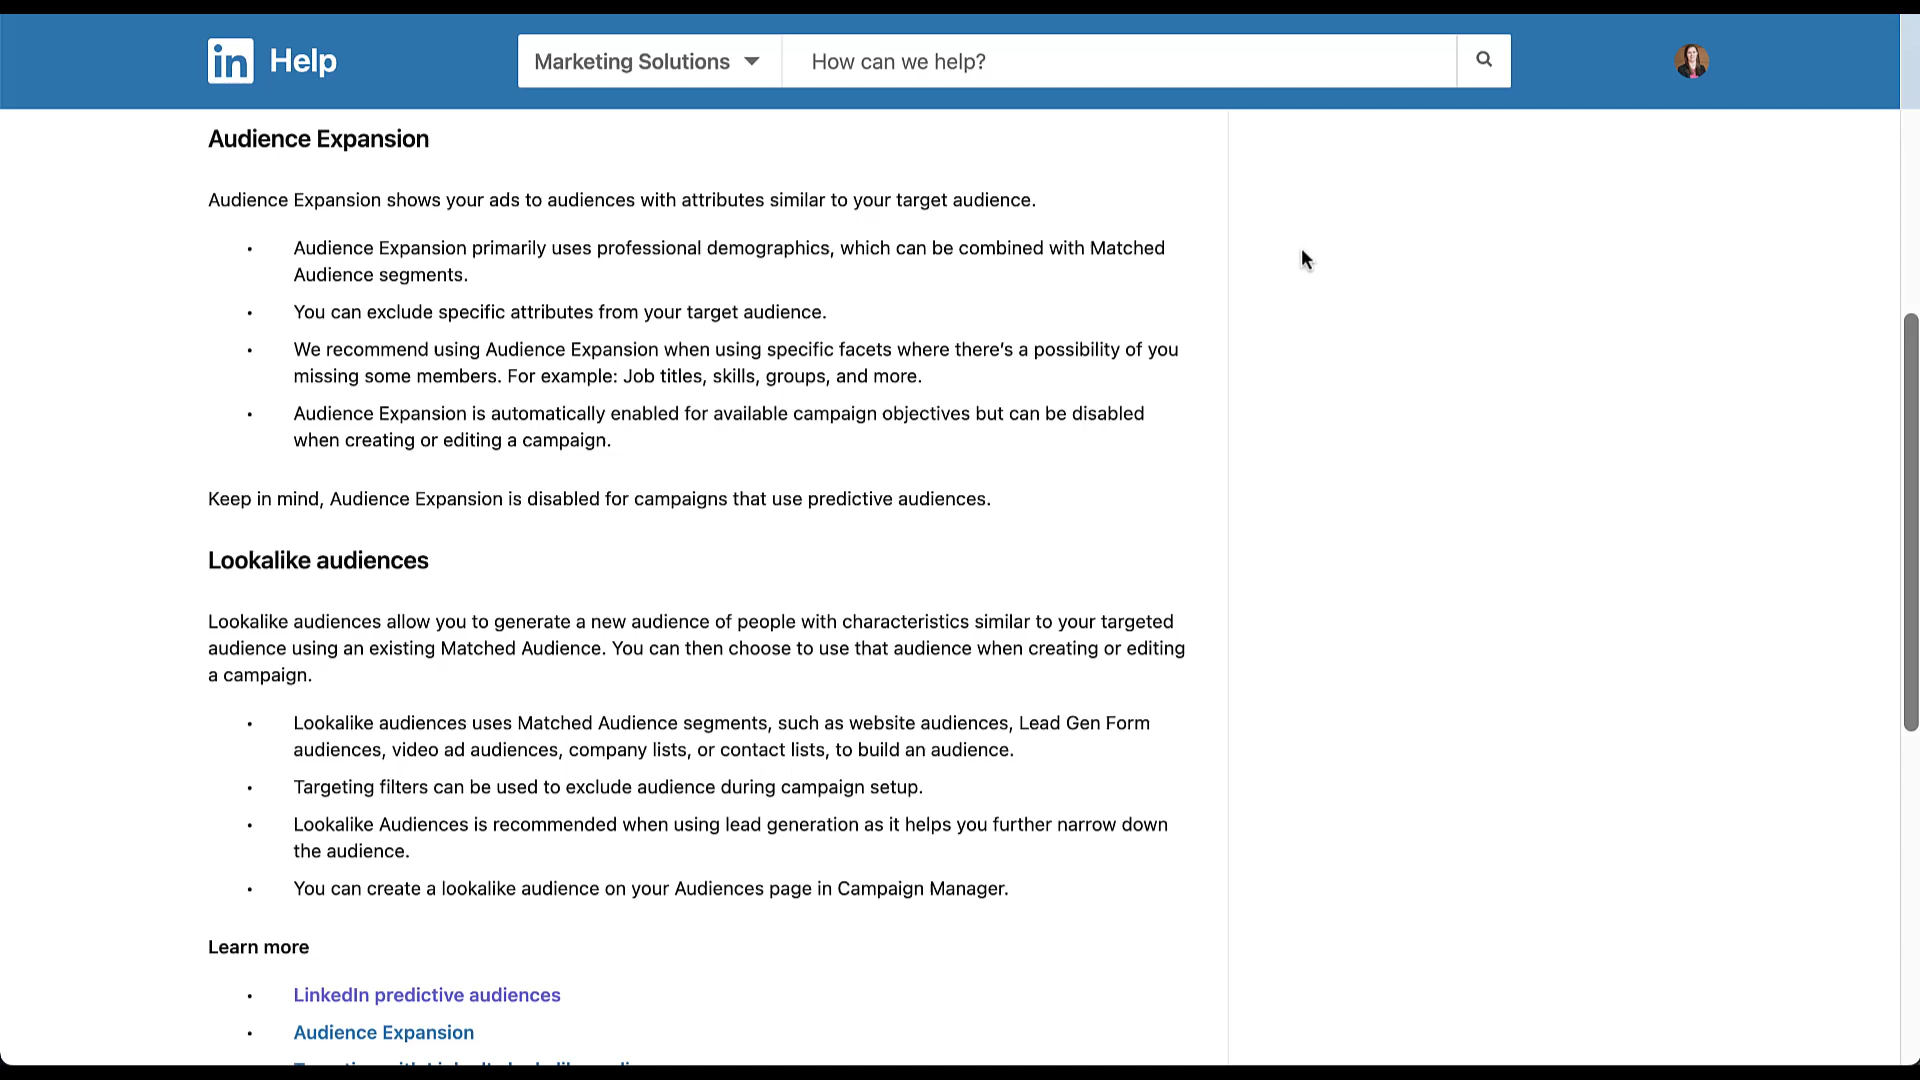 in Help
Marketing Solutions
How can we help?
Audience Expansion
Audience Expansion shows your ads to audiences with attributes similar to your target audience.
• Audience Expansion primarily uses professional demographics, which can be combined with Matched
Audience segments.
• You can exclude specific attributes from your target audience.
• We recommend using Audience Expansion when using specific facets where there’s a possibility of you
missing some members. For example: Job titles, skills, groups, and more.
• Audience Expansion is automatically enabled for available campaign objectives but can be disabled
when creating or editing a campaign.
Keep in mind, Audience Expansion is disabled for campaigns that use predictive audiences.
Lookalike audiences
Lookalike audiences allow you to generate a new audience of people with characteristics similar to your targeted
audience using an existing Matched Audience. You can then choose to use that audience when creating or editing
a campaign.
• Lookalike audiences uses Matched Audience segments, such as website audiences, Lead Gen Form
audiences, video ad audiences, company lists, or contact lists, to build an audience.
• Targeting filters can be used to exclude audience during campaign setup.
• Lookalike Audiences is recommended when using lead generation as it helps you further narrow down
the audience.
• You can create a lookalike audience on your Audiences page in Campaign Manager.
Learn more
• LinkedIn predictive audiences
• Audience Expansion